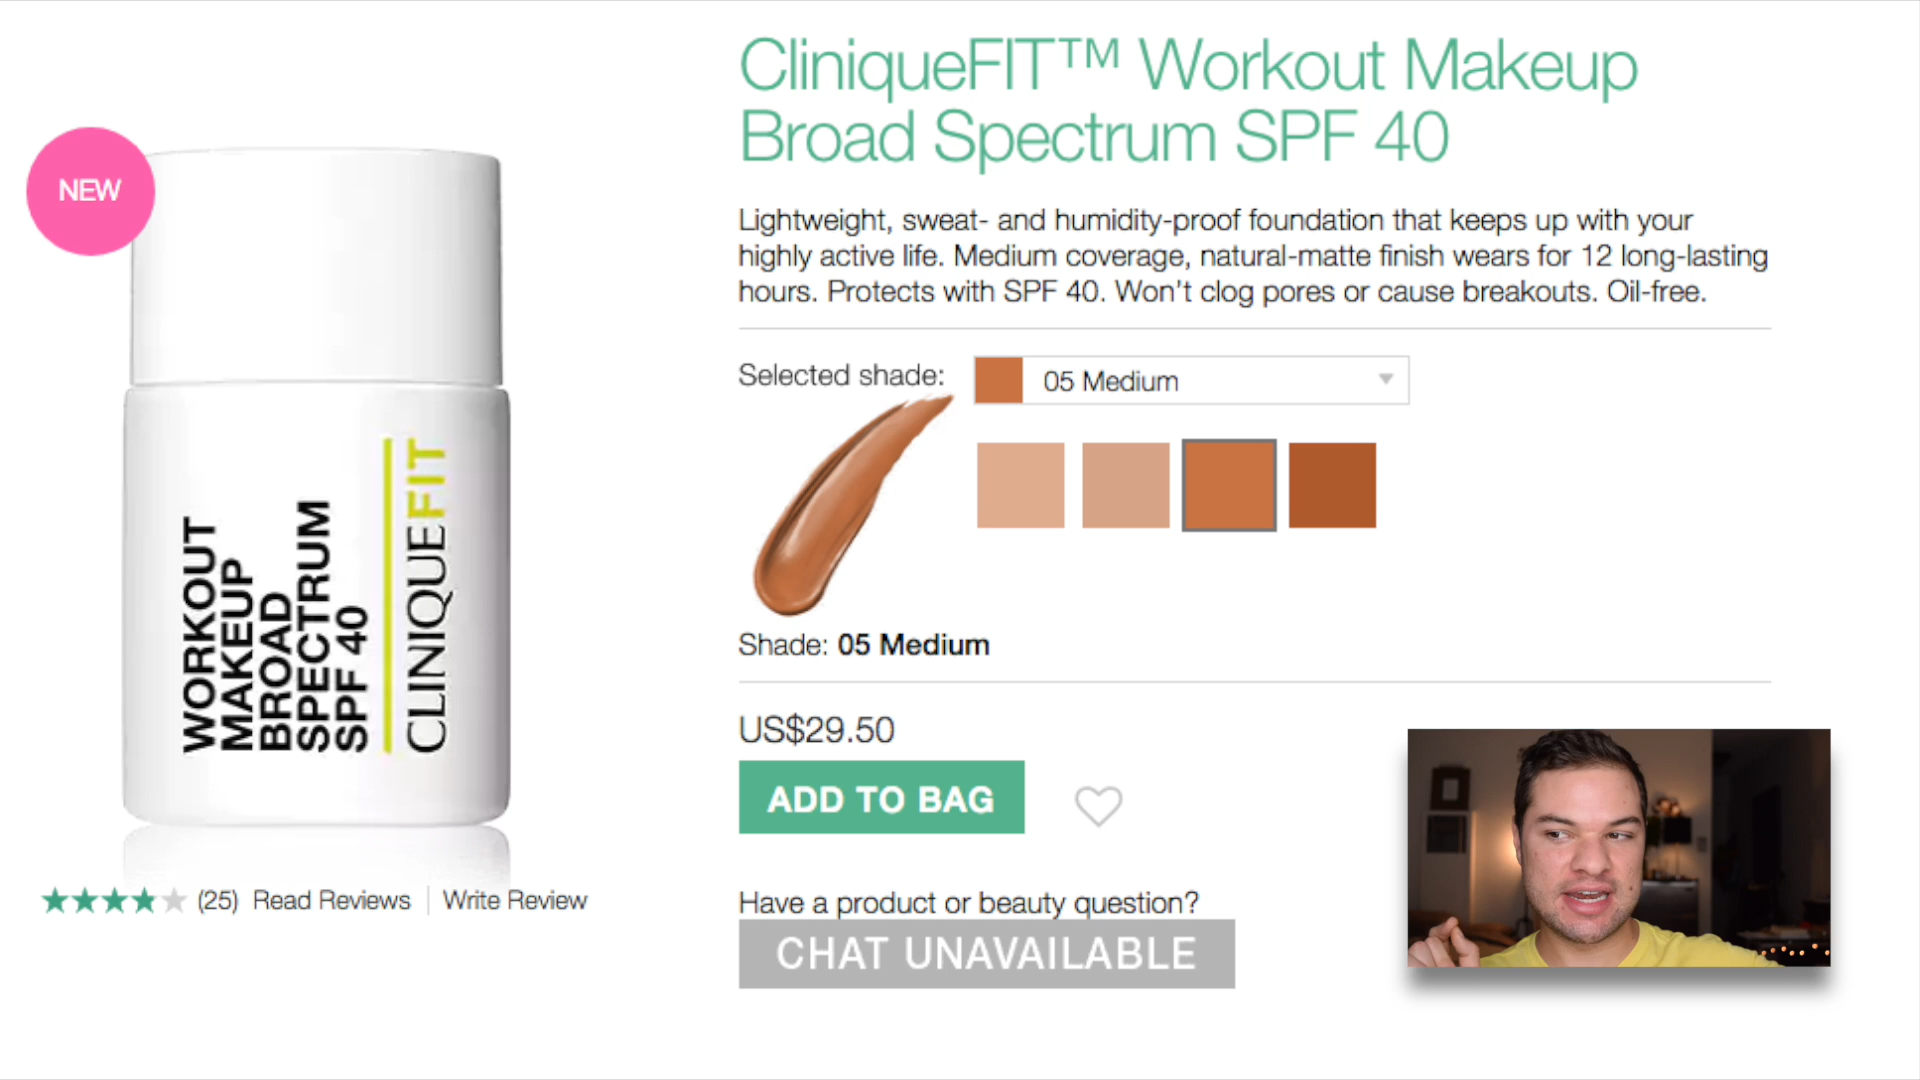 NEW
WORKOUT
MAKEUP
BROAD
SPECTRUM
SPF 40
CLINIQUEFIT
(25) Read Reviews Write Review
CliniqueFIT™ Workout Makeup
Broad Spectrum SPF 40
Lightweight, sweat- and humidity-proof foundation that keeps up with your
highly active life. Medium coverage, natural-matte finish wears for 12 long-lasting
hours. Protects with SPF 40. Won't clog pores or cause breakouts. Oil-free.
Selected shade: 05 Medium
Shade: 05 Medium
US$29.50
ADD TO BAG
Have a product or beauty question?
CHAT UNAVAILABLE